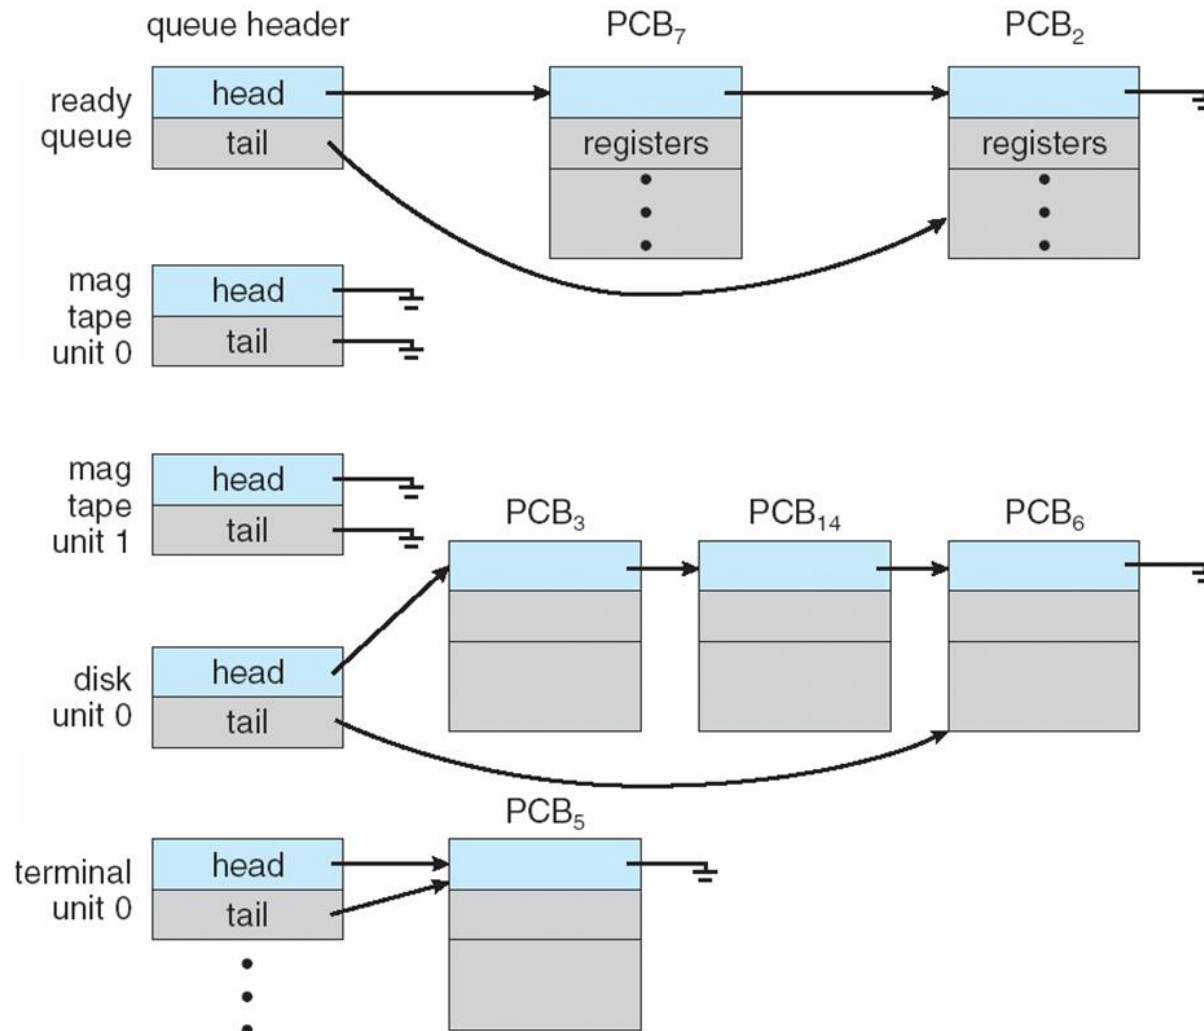 queue header
PCB₇
PCB₂
ready
queue
head
tail
registers
registers
mag
tape
unit 0
head
tail
mag
tape
unit 1
head
tail
PCB₃
PCB₁₄
PCB₆
disk
unit 0
head
tail
PCB₅
terminal
unit 0
head
tail